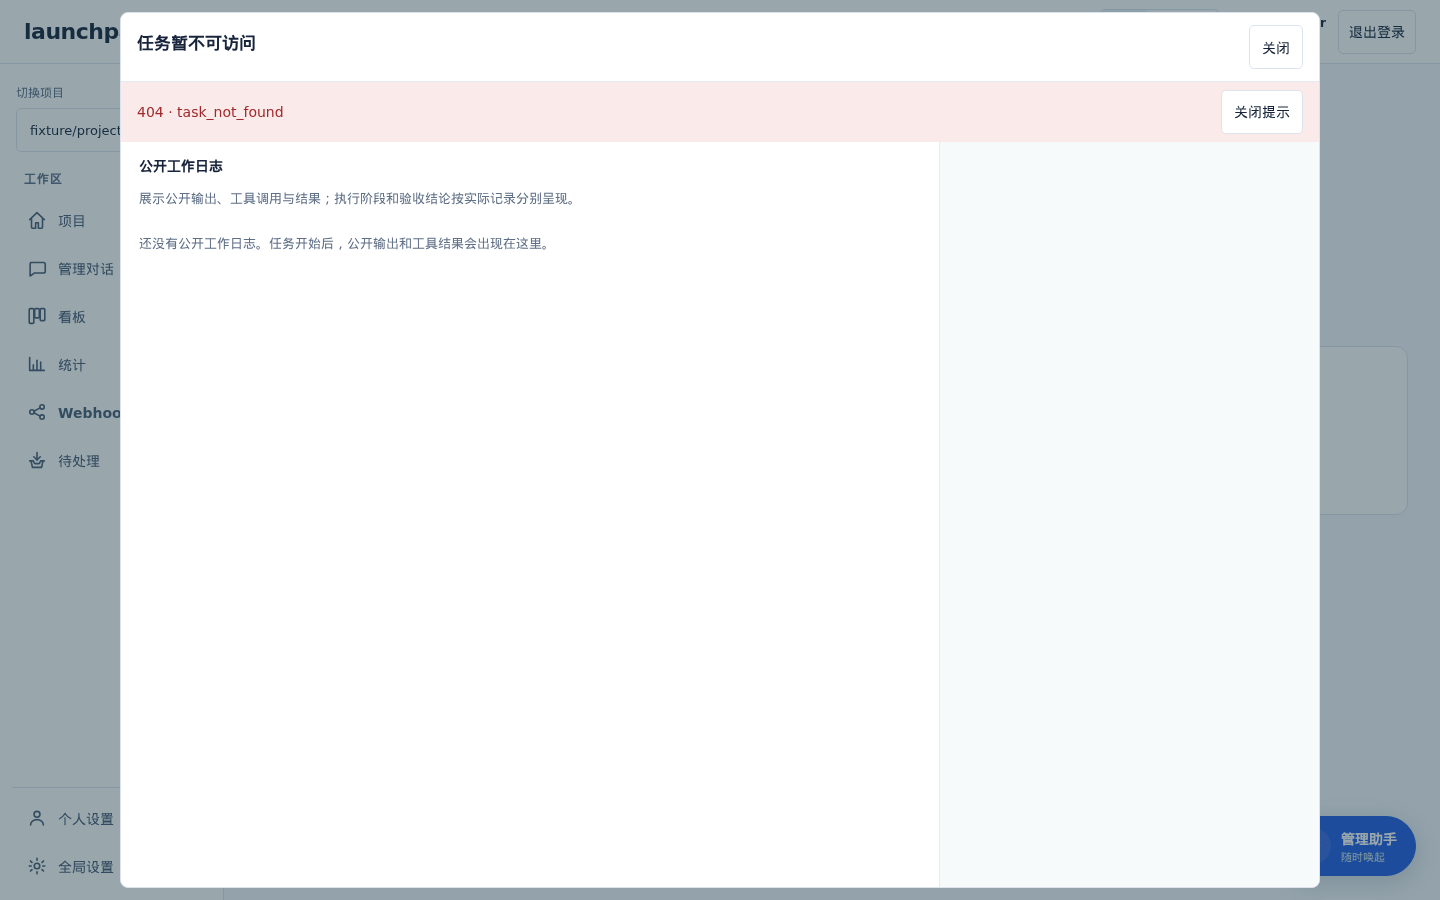 launchp
r
退出登录
任务暂不可访问
关闭
404 · task_not_found
关闭提示
切换项目
fixture/project
工作区
项目
管理对话
看板
统计
Webhoo
待处理
个人设置
全局设置
公开工作日志
展示公开输出、工具调用与结果；执行阶段和验收结论按实际记录分别呈现。
还没有公开工作日志。任务开始后，公开输出和工具结果会出现在这里。
管理助手
随时唤起